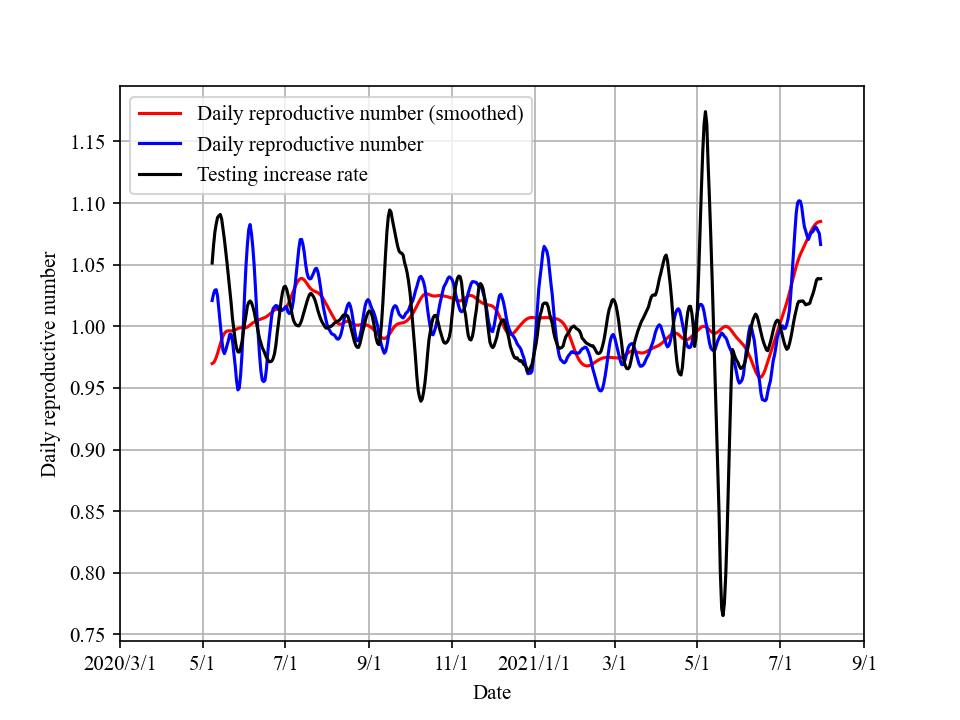 Daily reproductive number (smoothed)
Daily reproductive number
Testing increase rate
Daily reproductive number
1.15
1.10
1.05
1.00
0.95
0.90
0.85
0.80
0.75
2020/3/1 5/1 7/1 9/1 11/1 2021/1/1 3/1 5/1 7/1 9/1
Date